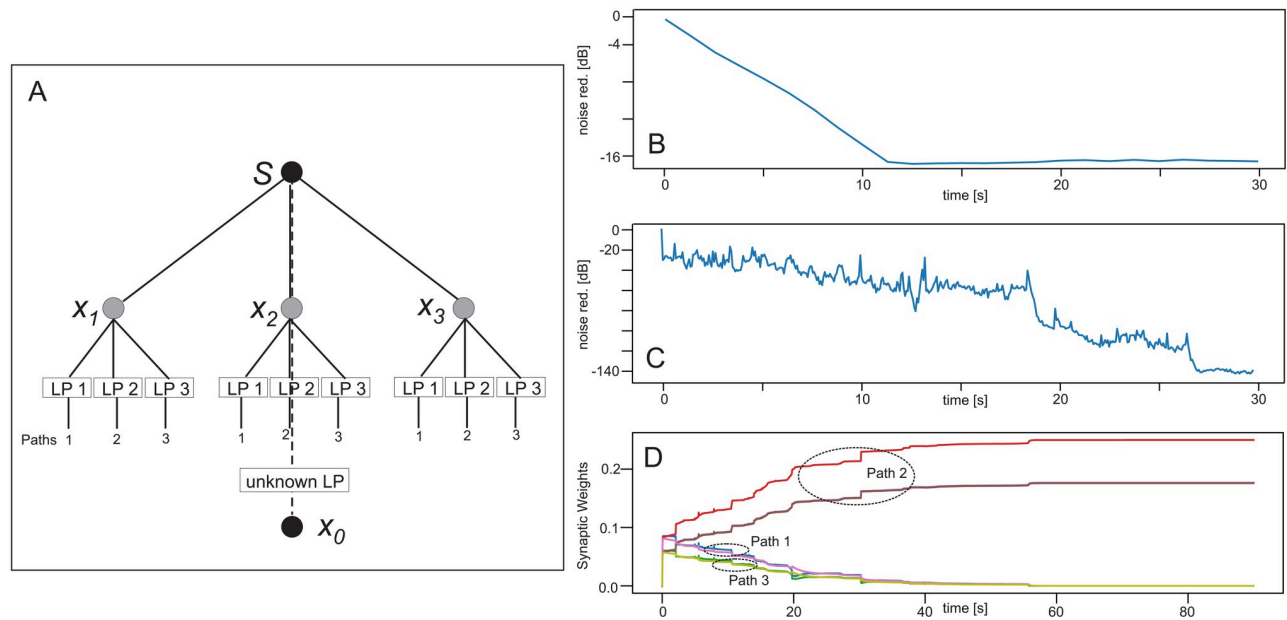 A
S
x1 x2 x3
LP 1 LP 2 LP 3 LP 1 LP 2 LP 3 LP 1 LP 2 LP 3
Paths 1 2 3 1 2 3 1 2 3
unknown LP
x0
noise red. [dB]
0
-4
-16
B
0 10 20 30
time [s]
noise red. [dB]
0
-20
-140
C
0 10 20 30
time [s]
Synaptic Weights
0.2
0.1
0.0
D
Path 2
Path 1
Path 3
0 20 40 60 80
time [s]